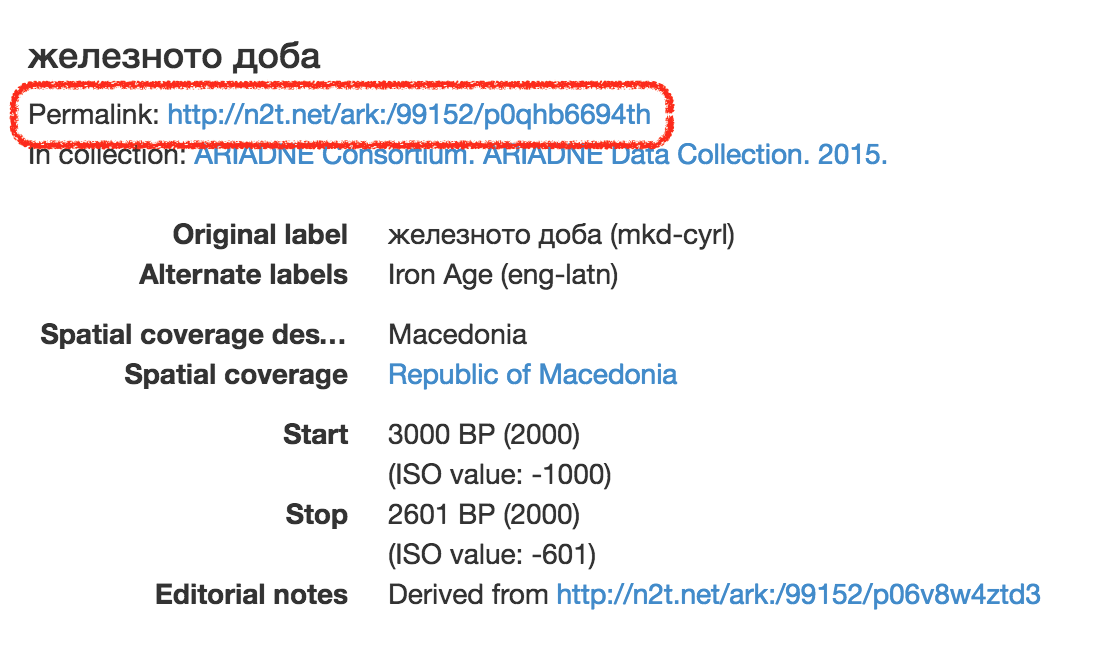 железното доба
Permalink: http://n2t.net/ark:/99152/p0qhb6694th
In collection: ARIADNE Consortium. ARIADNE Data Collection. 2015.
Original label железното доба (mkd-cyrl)
Alternate labels Iron Age (eng-latn)
Spatial coverage des... Macedonia
Spatial coverage Republic of Macedonia
Start 3000 BP (2000)
(ISO value: -1000)
Stop 2601 BP (2000)
(ISO value: -601)
Editorial notes Derived from http://n2t.net/ark:/99152/p06v8w4ztd3